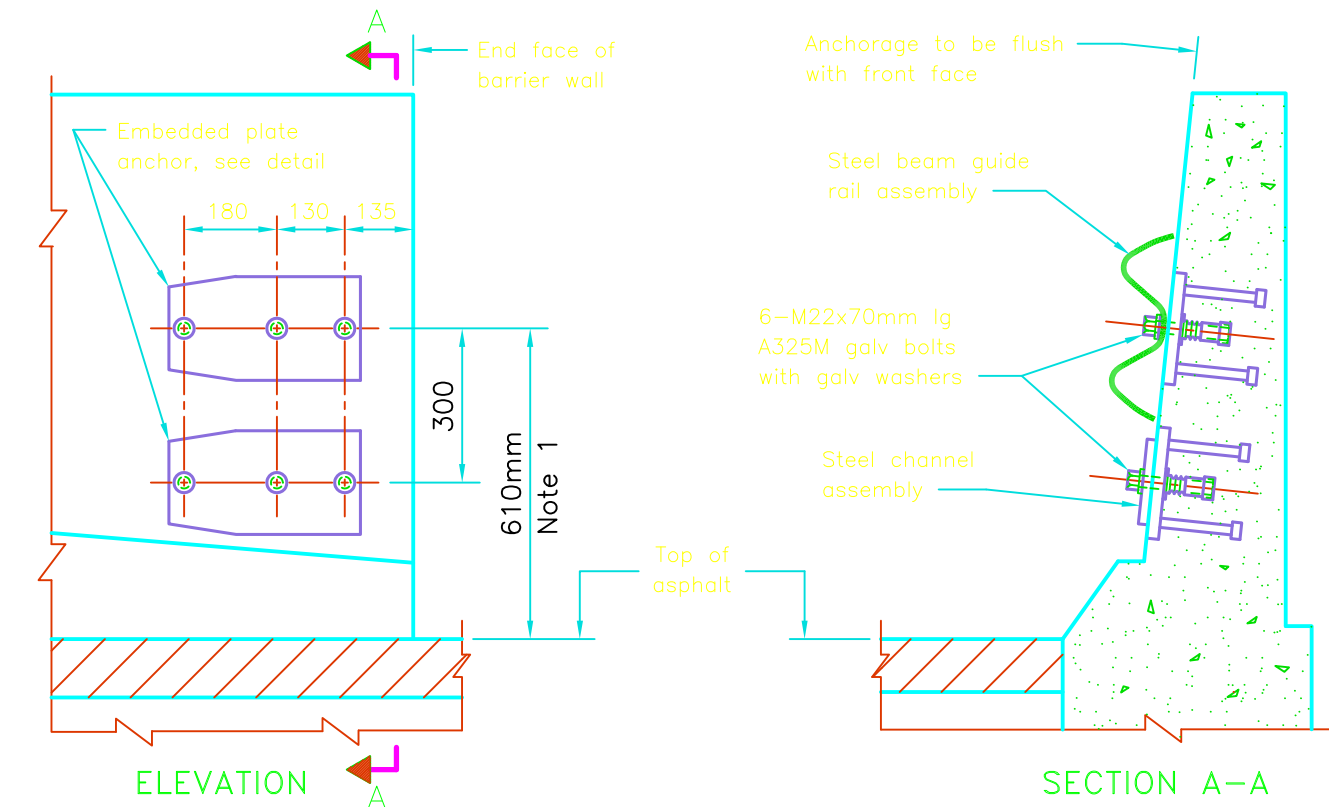 A
End face of
barrier wall
Embedded plate
anchor, see detail
180
130
135
300
610mm
Note 1
Top of
asphalt
ELEVATION
A
Anchorage to be flush
with front face
Steel beam guide
rail assembly
6-M22x70mm lg
A325M galv bolts
with galv washers
Steel channel
assembly
SECTION A-A